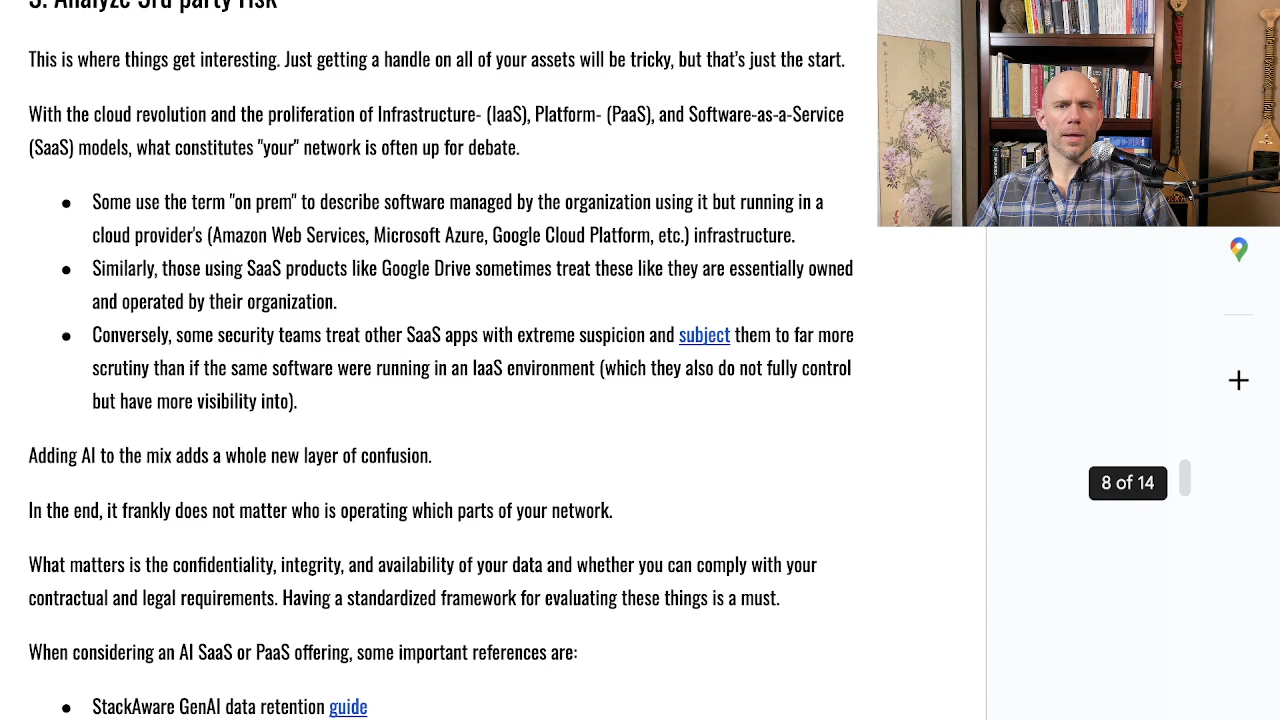 3. Analyze 3rd party risk
This is where things get interesting. Just getting a handle on all of your assets will be tricky, but that’s just the start.
With the cloud revolution and the proliferation of Infrastructure- (IaaS), Platform- (PaaS), and Software-as-a-Service
(SaaS) models, what constitutes "your" network is often up for debate.
● Some use the term "on prem" to describe software managed by the organization using it but running in a
cloud provider's (Amazon Web Services, Microsoft Azure, Google Cloud Platform, etc.) infrastructure.
● Similarly, those using SaaS products like Google Drive sometimes treat these like they are essentially owned
and operated by their organization.
● Conversely, some security teams treat other SaaS apps with extreme suspicion and subject them to far more
scrutiny than if the same software were running in an IaaS environment (which they also do not fully control
but have more visibility into).
Adding AI to the mix adds a whole new layer of confusion.
In the end, it frankly does not matter who is operating which parts of your network.
What matters is the confidentiality, integrity, and availability of your data and whether you can comply with your
contractual and legal requirements. Having a standardized framework for evaluating these things is a must.
When considering an AI SaaS or PaaS offering, some important references are:
● StackAware GenAI data retention guide
8 of 14